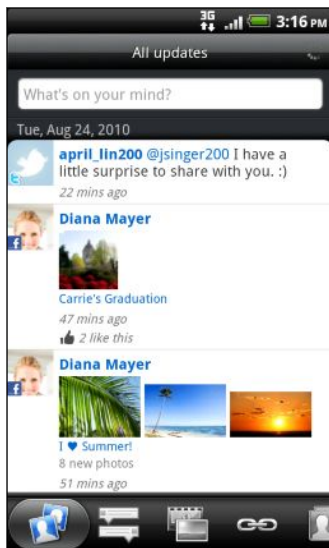 3G 3:16 PM
All updates
What's on your mind?
Tue, Aug 24, 2010
april_lin200 @jsinger200 I have a
little surprise to share with you. :)
22 mins ago
Diana Mayer
Carrie's Graduation
47 mins ago
2 like this
Diana Mayer
I ♥ Summer!
8 new photos
51 mins ago